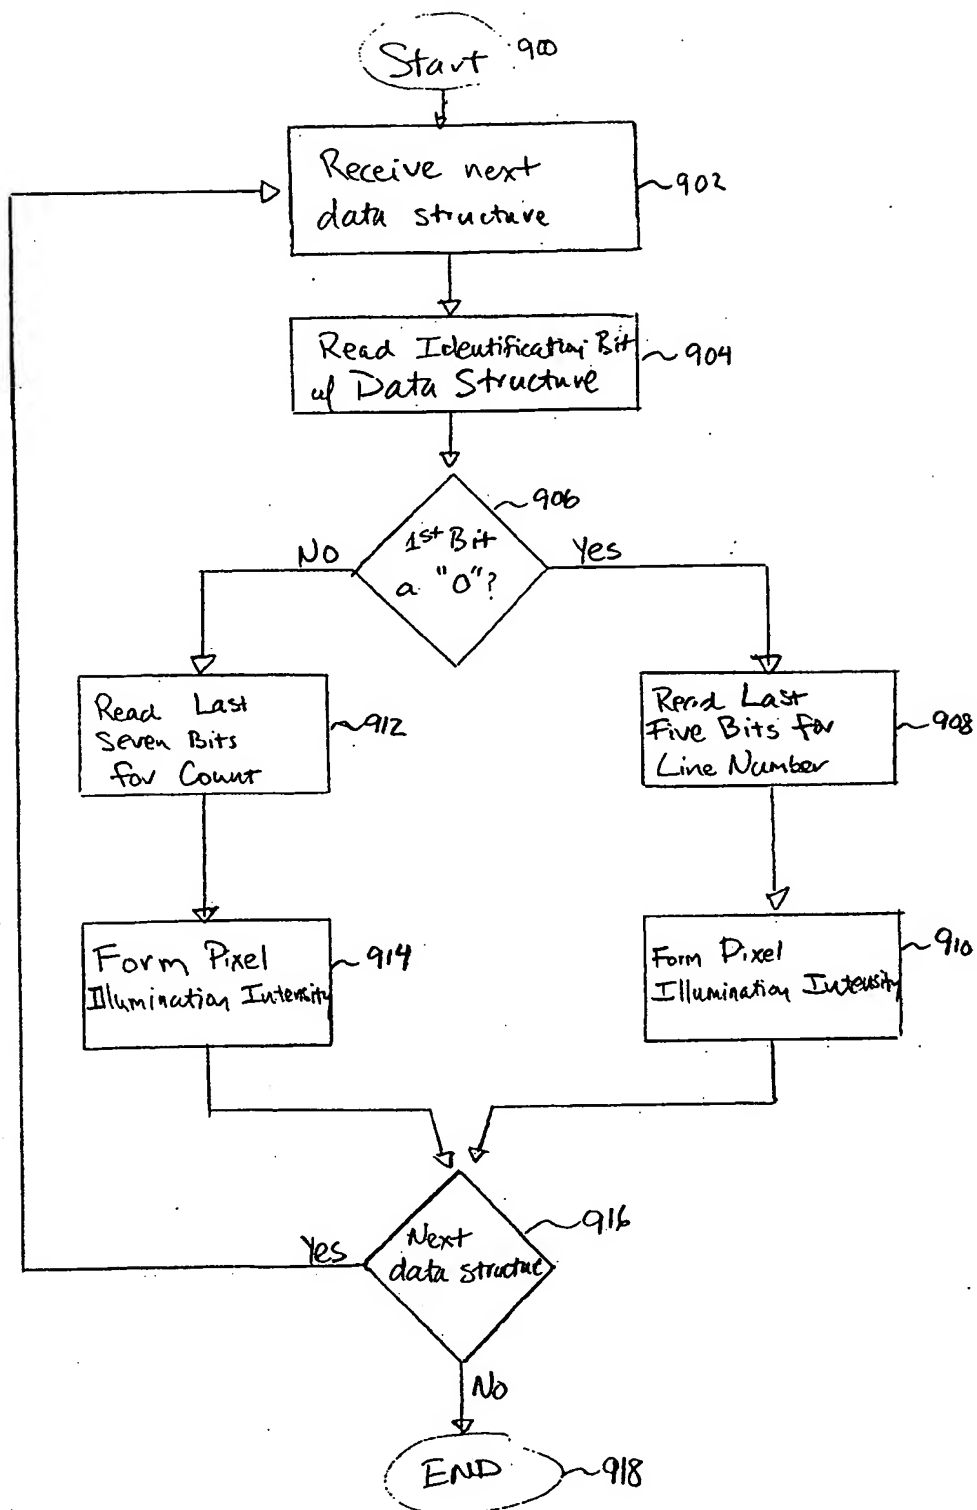 Start 900
Receive next
data structure
902
Read Identification Bit
w/ Data Structure
904
906
1st Bit
a "0"?
No
Yes
Read Last
Seven Bits
for Count
912
Read Last
Five Bits for
Line Number
908
Form Pixel
Illumination Intensity
914
Form Pixel
Illumination Intensity
910
Next
data structure
916
Yes
No
END
918